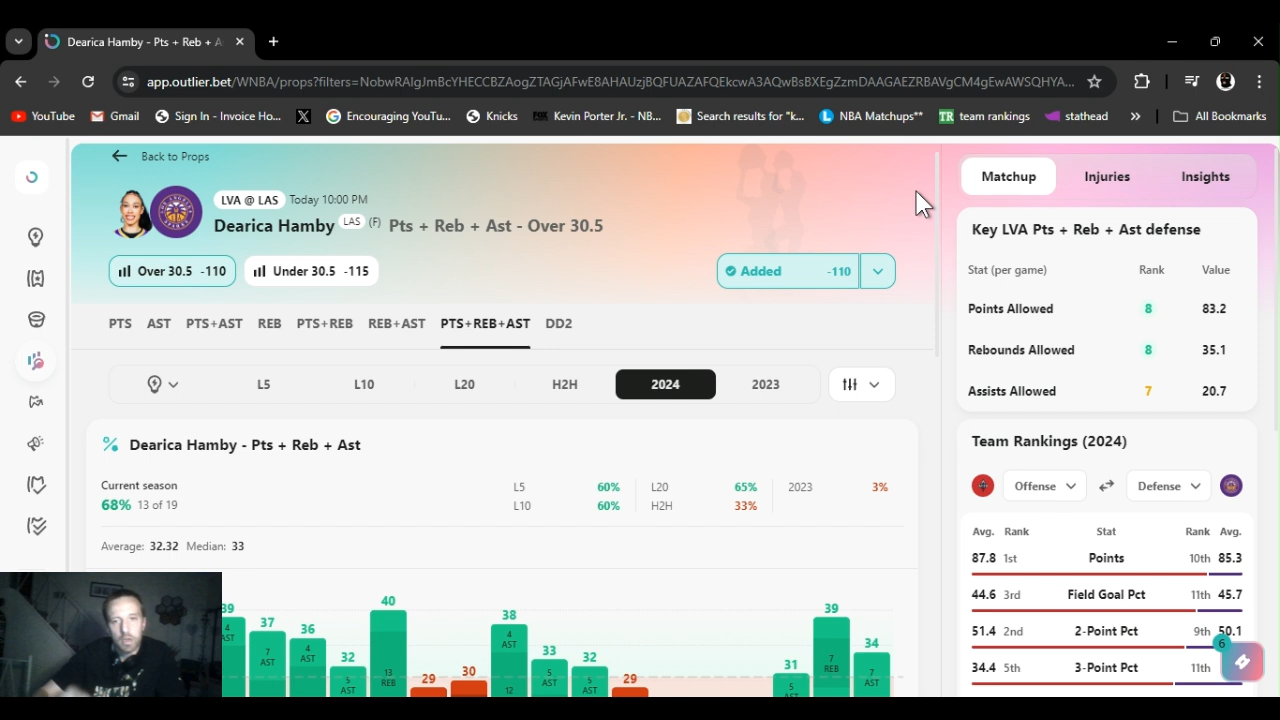 Dearica Hamby - Pts + Reb + A
app.outlier.bet/WNBA/props?filters=NobwRAlgJmBcYHECCBZAogZTAGjAFwE8AHAUzjBQFUAZAFQEkcwA3AQwBsBXEgZzmDAAGAEZRBAVgCM4gEwAWSQHYA...
YouTube
Gmail
Sign In - Invoice Ho...
Encouraging YouTu...
Knicks
Kevin Porter Jr. - NB...
Search results for "k...
NBA Matchups**
TR team rankings
stathead
»
All Bookmarks
Back to Props
LVA @ LAS Today 10:00 PM
Dearica Hamby LAS (F) Pts + Reb + Ast - Over 30.5
Over 30.5 -110
Under 30.5 -115
Added -110
PTS AST PTS+AST REB PTS+REB REB+AST PTS+REB+AST DD2
L5 L10 L20 H2H 2024 2023
Dearica Hamby - Pts + Reb + Ast
Current season
68% 13 of 19
L5 60% L20 65% 2023 3%
L10 60% H2H 33%
Average: 32.32 Median: 33
39 37 36 32 40 29 30 38 33 32 29 31 39 34
4 AST
7 AST
4 AST
5 AST
13 REB
4 AST
12
5 AST
5 AST
5 AST
7 REB
7 AST
Matchup Injuries Insights
Key LVA Pts + Reb + Ast defense
Stat (per game) Rank Value
Points Allowed 8 83.2
Rebounds Allowed 8 35.1
Assists Allowed 7 20.7
Team Rankings (2024)
Offense Defense
Avg. Rank Stat Rank Avg.
87.8 1st Points 10th 85.3
44.6 3rd Field Goal Pct 11th 45.7
51.4 2nd 2-Point Pct 9th 50.1
6
34.4 5th 3-Point Pct 11th